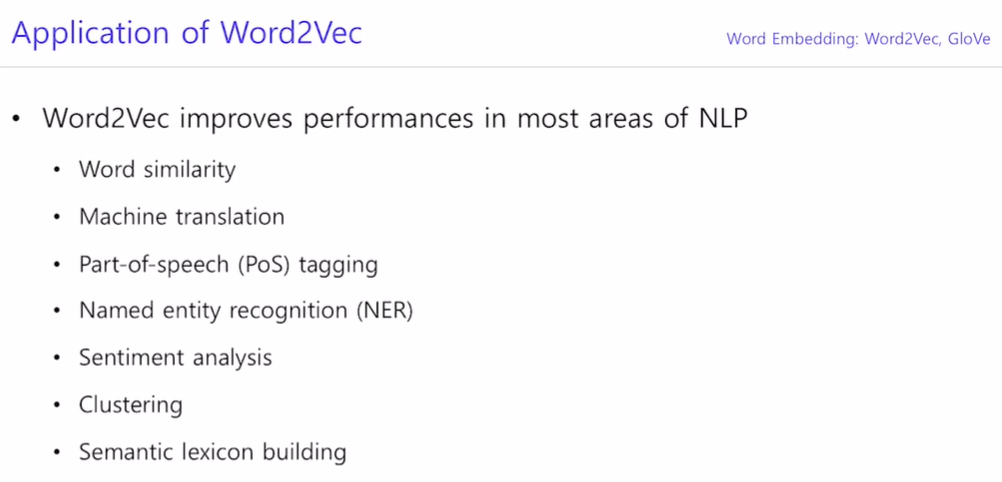 Application of Word2Vec
Word Embedding: Word2Vec, GloVe
• Word2Vec improves performances in most areas of NLP
• Word similarity
• Machine translation
• Part-of-speech (PoS) tagging
• Named entity recognition (NER)
• Sentiment analysis
• Clustering
• Semantic lexicon building